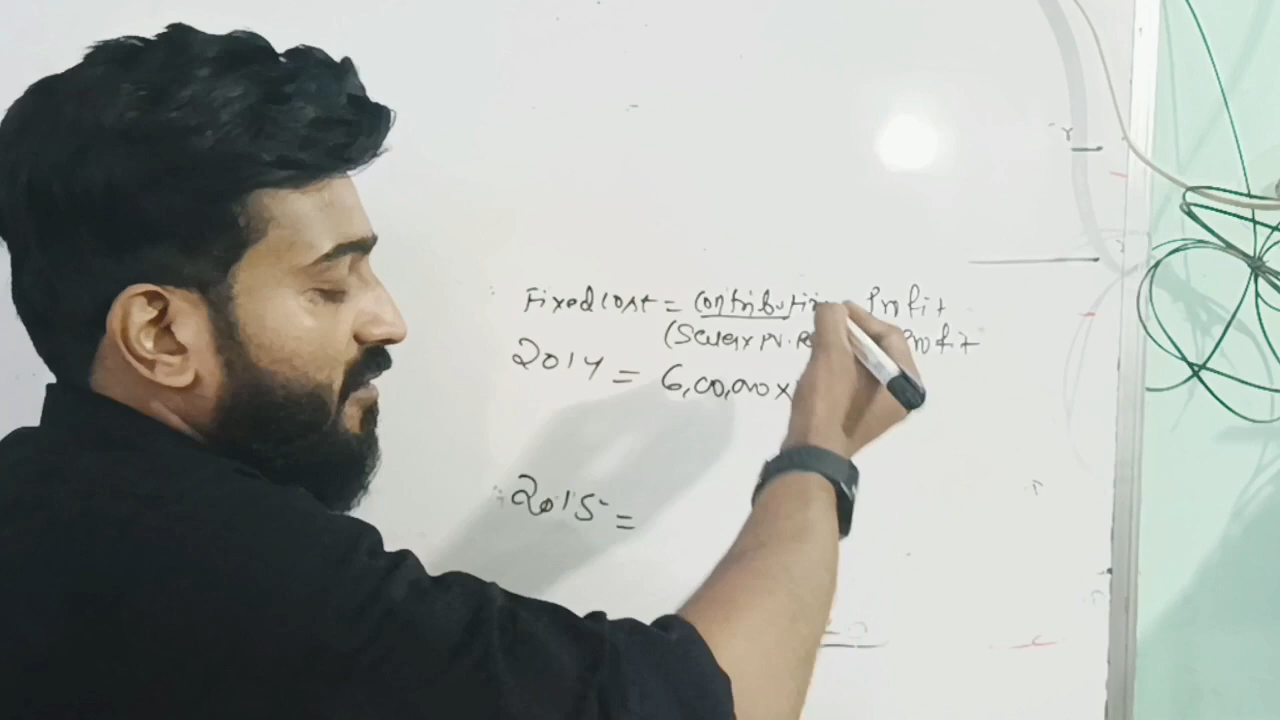 Fixed cost = contribution Profit
(Sales x P.V. Profit
2014 = 6,00,000 x
2015 =